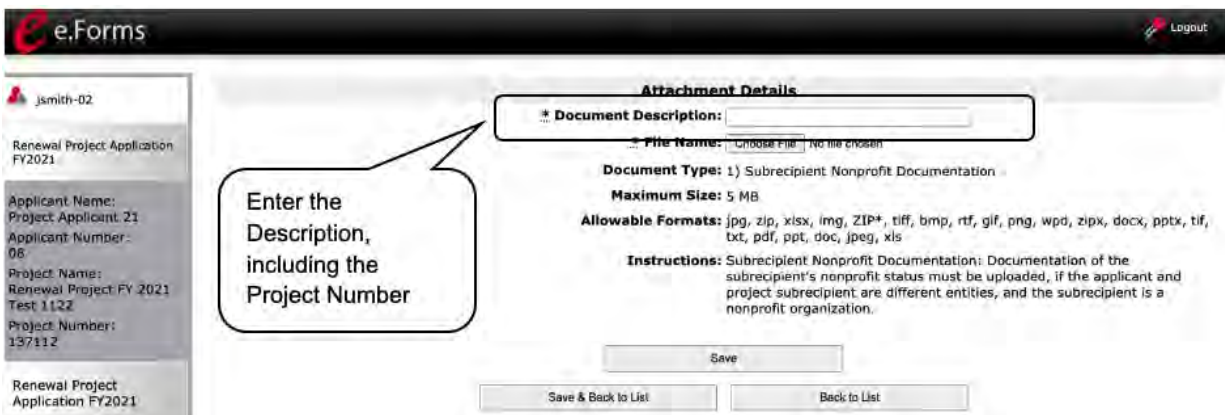 e.Forms
Logout
jsmith-02
Renewal Project Application
FY2021
Applicant Name:
Project Applicant 21
Applicant Number:
08
Project Name:
Renewal Project FY 2021
Test 1122
Project Number:
137112
Renewal Project
Application FY2021
Enter the
Description,
including the
Project Number
Attachment Details
* Document Description:
* File Name: Choose File No file chosen
Document Type: 1) Subrecipient Nonprofit Documentation
Maximum Size: 5 MB
Allowable Formats: jpg, zip, xlsx, img, ZIP*, tiff, bmp, rtf, gif, png, wpd, zipx, docx, pptx, tif,
txt, pdf, ppt, doc, jpeg, xls
Instructions: Subrecipient Nonprofit Documentation: Documentation of the
subrecipient's nonprofit status must be uploaded, if the applicant and
project subrecipient are different entities, and the subrecipient is a
nonprofit organization.
Save
Save & Back to List
Back to List